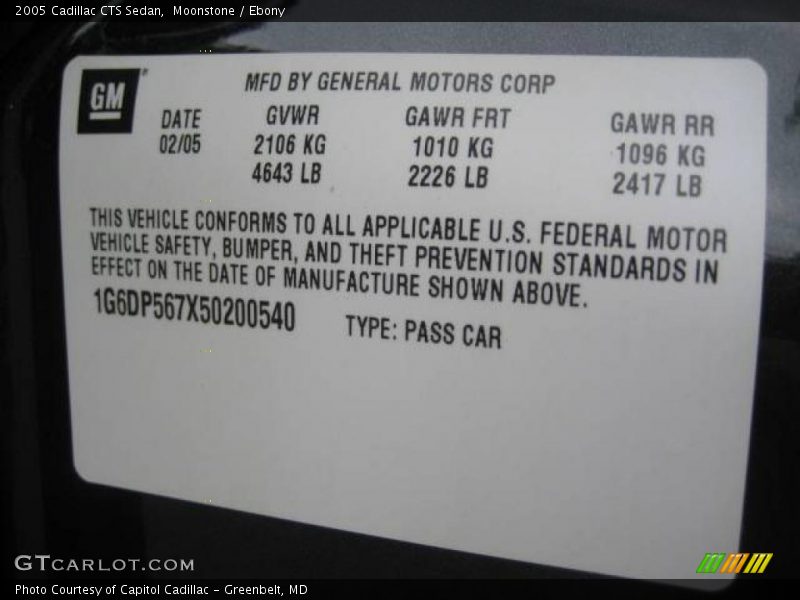 2005 Cadillac CTS Sedan, Moonstone / Ebony
GM
MFD BY GENERAL MOTORS CORP
DATE GVWR GAWR FRT GAWR RR
02/05 2106 KG 1010 KG 1096 KG
4643 LB 2226 LB 2417 LB
THIS VEHICLE CONFORMS TO ALL APPLICABLE U.S. FEDERAL MOTOR
VEHICLE SAFETY, BUMPER, AND THEFT PREVENTION STANDARDS IN
EFFECT ON THE DATE OF MANUFACTURE SHOWN ABOVE.
1G6DP567X50200540 TYPE: PASS CAR
GTCARLOT.COM
Photo Courtesy of Capitol Cadillac - Greenbelt, MD